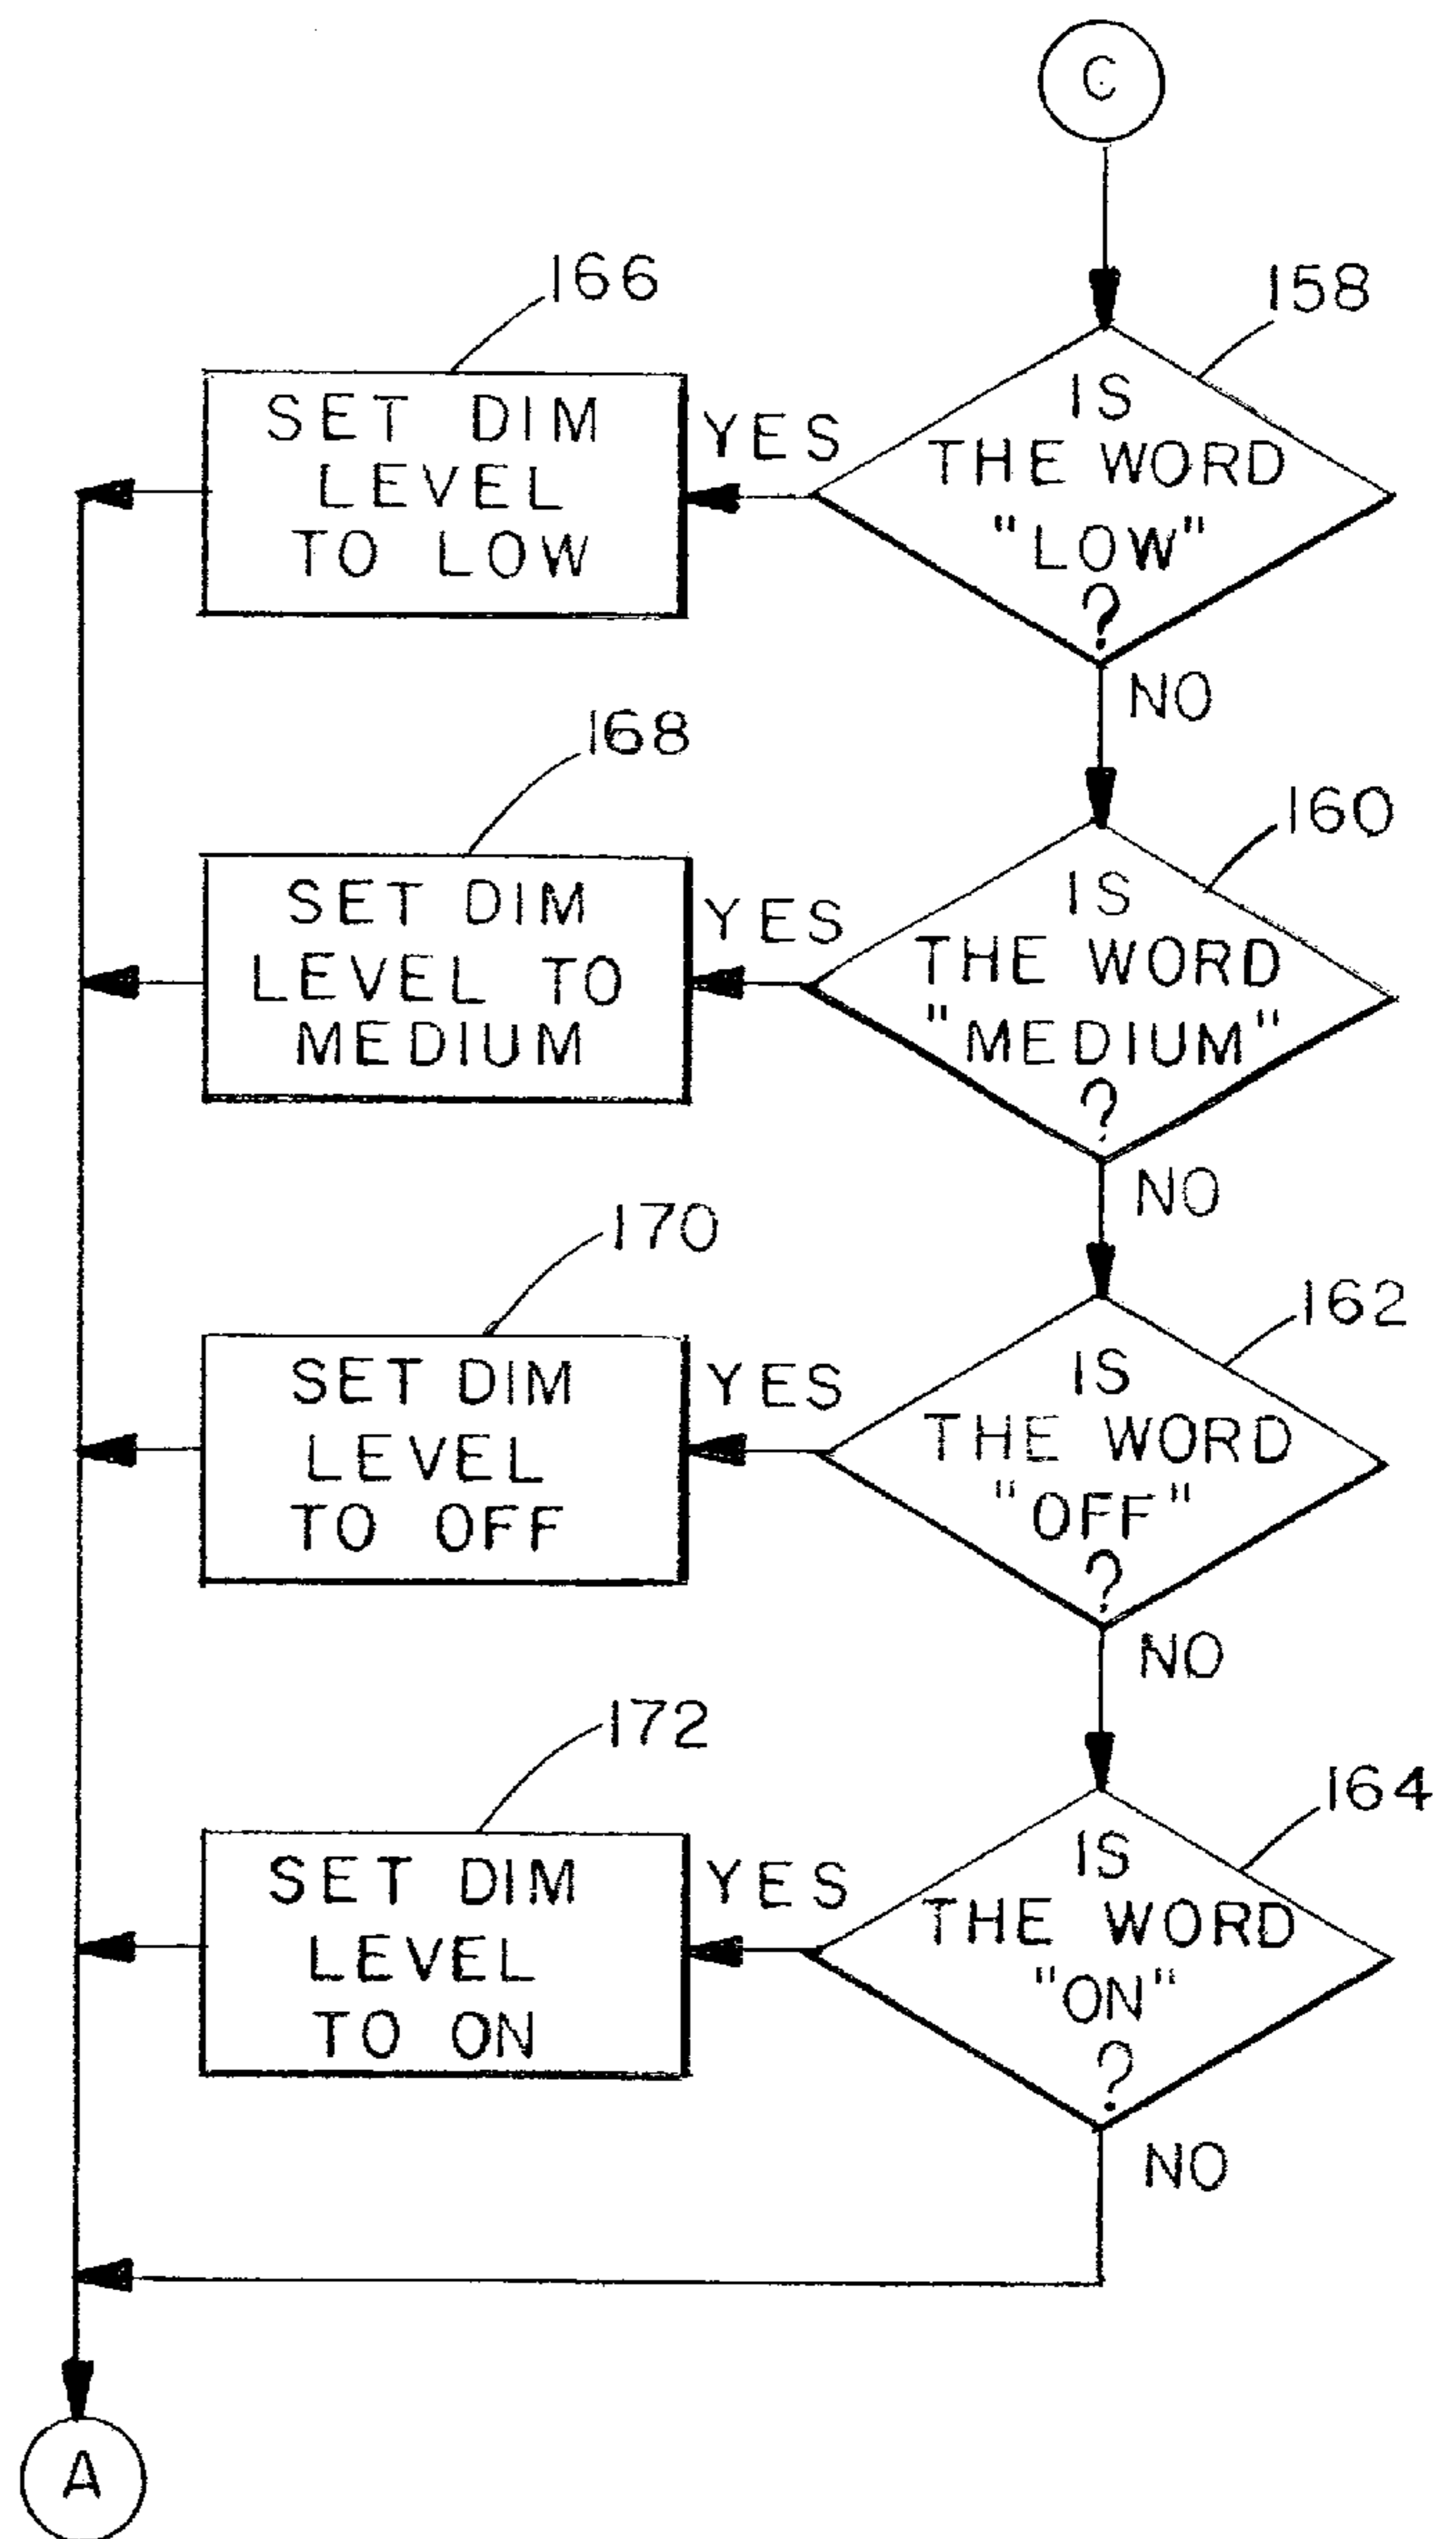 C
166
158
SET DIM
LEVEL
TO LOW
YES
IS
THE WORD
"LOW"
?
NO
168
160
SET DIM
LEVEL TO
MEDIUM
YES
IS
THE WORD
"MEDIUM"
?
NO
170
162
SET DIM
LEVEL
TO OFF
YES
IS
THE WORD
"OFF"
?
NO
172
164
SET DIM
LEVEL
TO ON
YES
IS
THE WORD
"ON"
?
NO
A